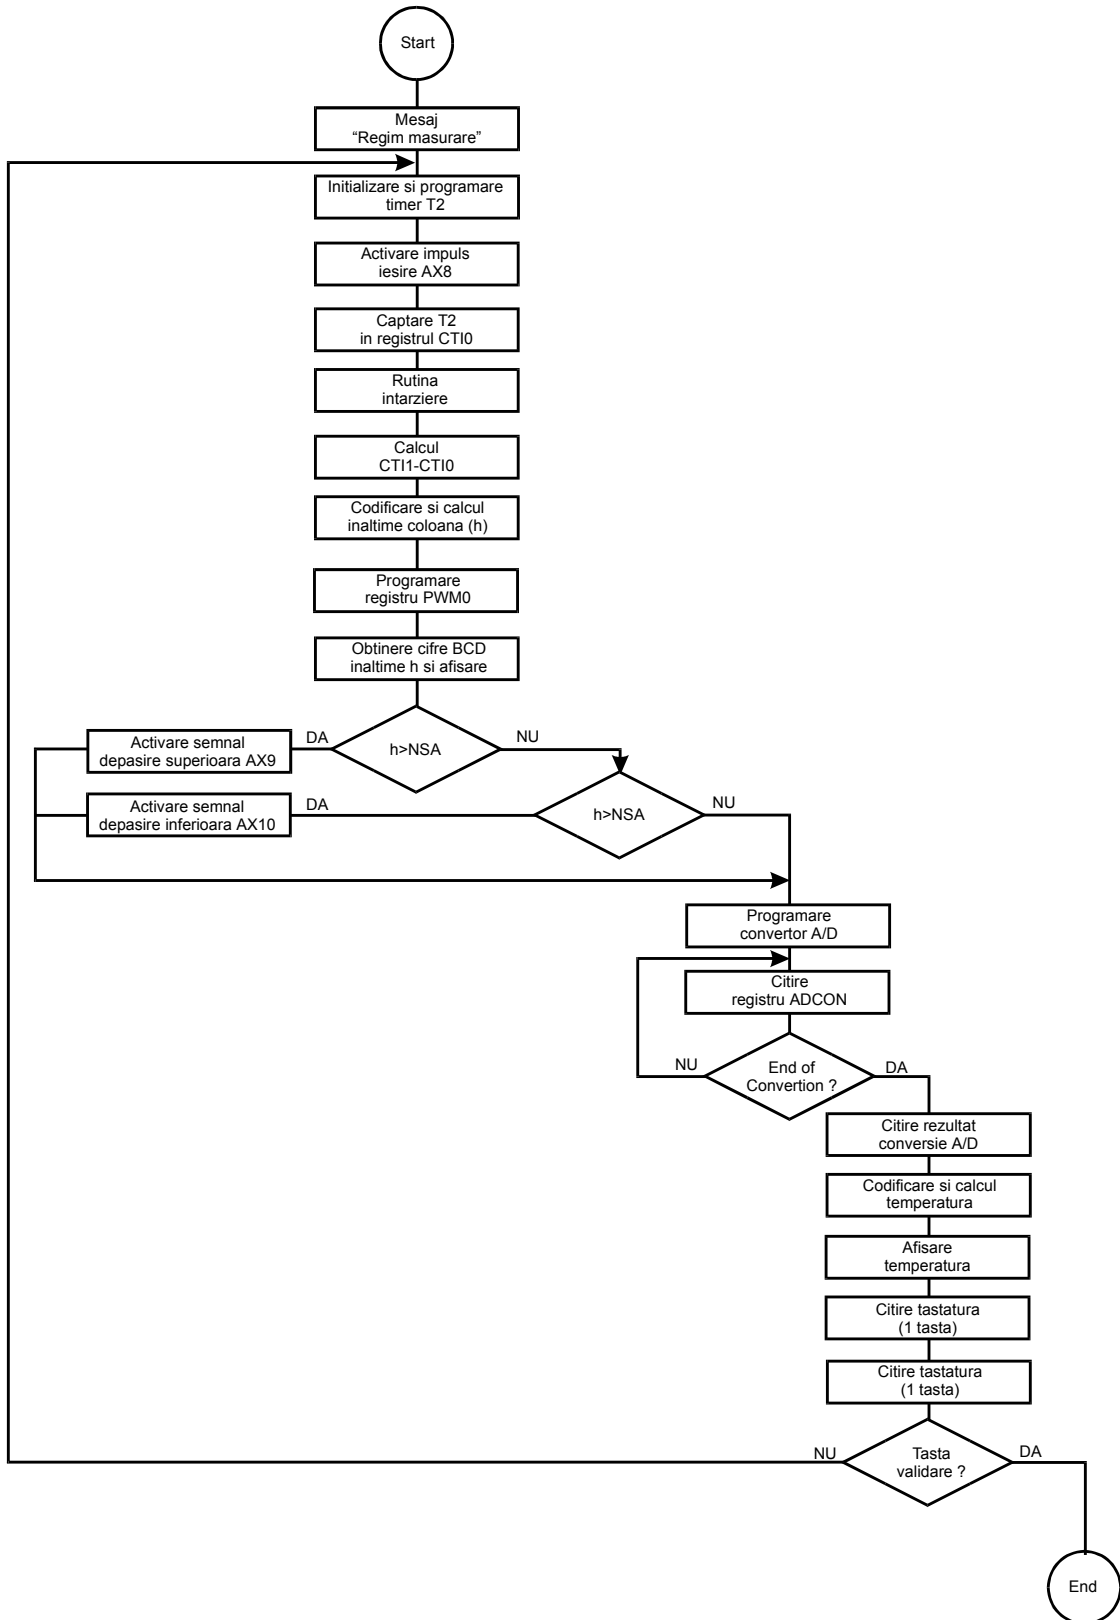 Start
Mesaj
“Regim masurare”
Initializare si programare
timer T2
Activare impuls
iesire AX8
Captare T2
in registrul CTI0
Rutina
intarziere
Calcul
CTI1-CTI0
Codificare si calcul
inaltime coloana (h)
Programare
registru PWM0
Obtinere cifre BCD
inaltime h si afisare
h>NSA
DA
NU
Activare semnal
depasire superioara AX9
h>NSA
DA
NU
Activare semnal
depasire inferioara AX10
Programare
convertor A/D
Citire
registru ADCON
End of
Convertion ?
NU
DA
Citire rezultat
conversie A/D
Codificare si calcul
temperatura
Afisare
temperatura
Citire tastatura
(1 tasta)
Citire tastatura
(1 tasta)
Tasta
validare ?
NU
DA
End